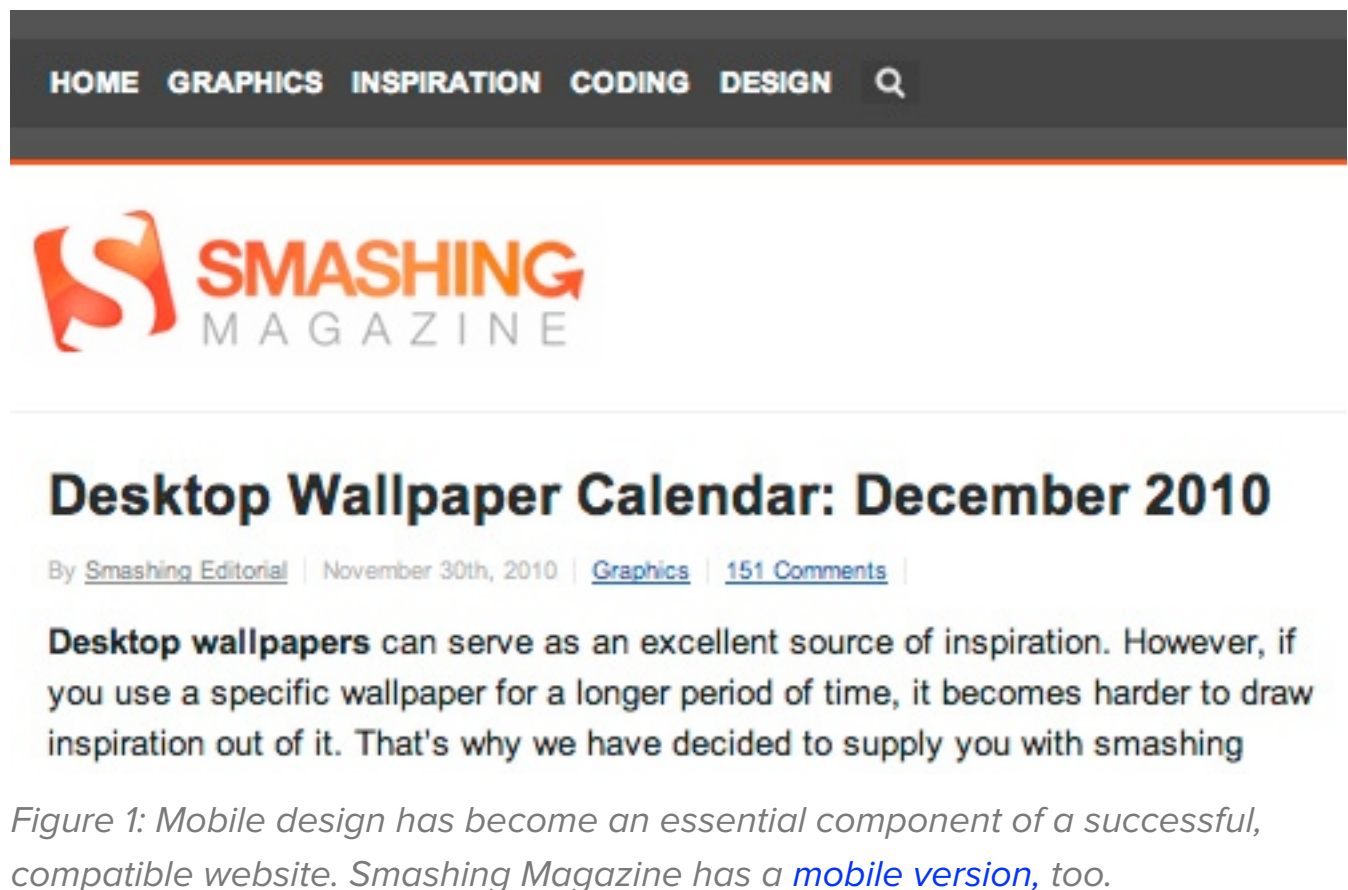 HOME GRAPHICS INSPIRATION CODING DESIGN
SMASHING
MAGAZINE
Desktop Wallpaper Calendar: December 2010
By Smashing Editorial | November 30th, 2010 | Graphics | 151 Comments |
Desktop wallpapers can serve as an excellent source of inspiration. However, if
you use a specific wallpaper for a longer period of time, it becomes harder to draw
inspiration out of it. That's why we have decided to supply you with smashing
Figure 1: Mobile design has become an essential component of a successful,
compatible website. Smashing Magazine has a mobile version, too.